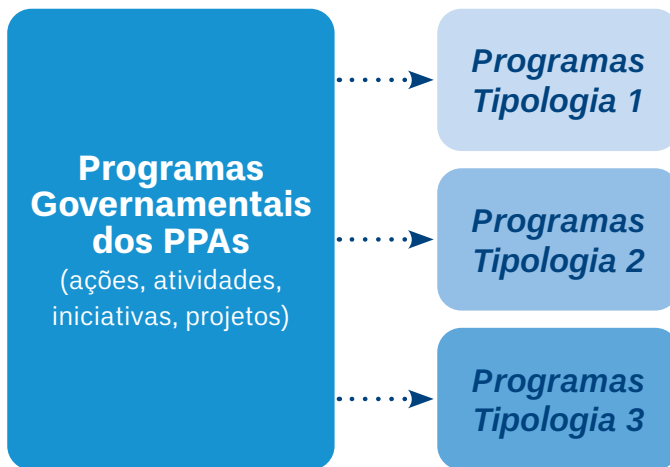 Programas
Governamentais
dos PPAs
(ações, atividades,
iniciativas, projetos)
Programas
Tipologia 1
Programas
Tipologia 2
Programas
Tipologia 3